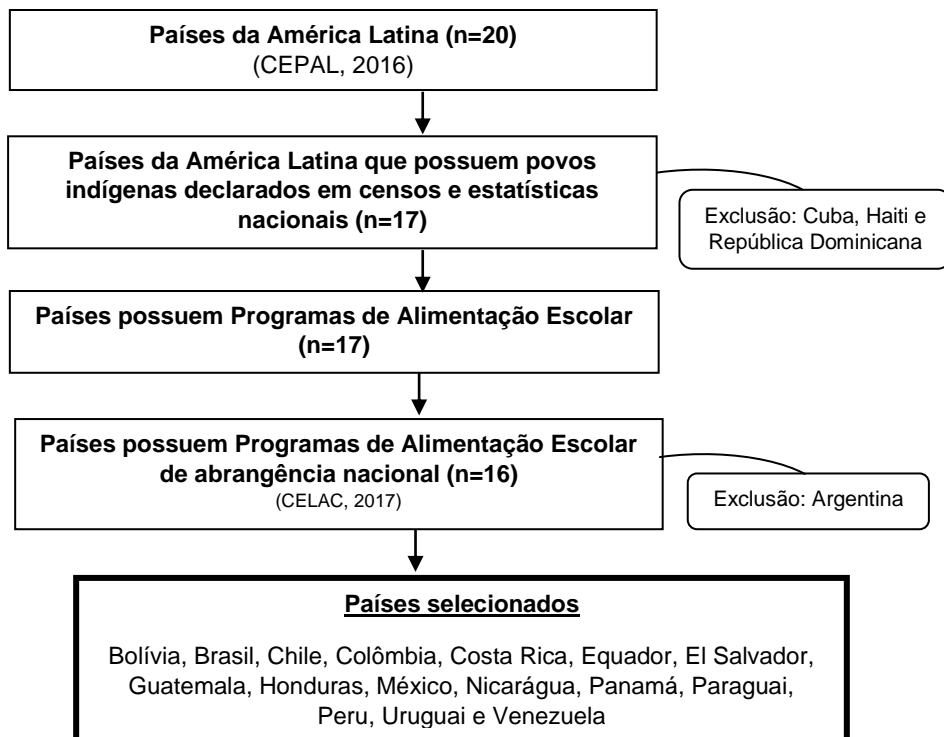 Países da América Latina (n=20)
(CEPAL, 2016)
Países da América Latina que possuem povos
indígenas declarados em censos e estatísticas
nacionais (n=17)
Exclusão: Cuba, Haiti e
República Dominicana
Países possuem Programas de Alimentação Escolar
(n=17)
Países possuem Programas de Alimentação Escolar
de abrangência nacional (n=16)
(CELAC, 2017)
Exclusão: Argentina
Países selecionados
Bolívia, Brasil, Chile, Colômbia, Costa Rica, Equador, El Salvador,
Guatemala, Honduras, México, Nicarágua, Panamá, Paraguai,
Peru, Uruguai e Venezuela